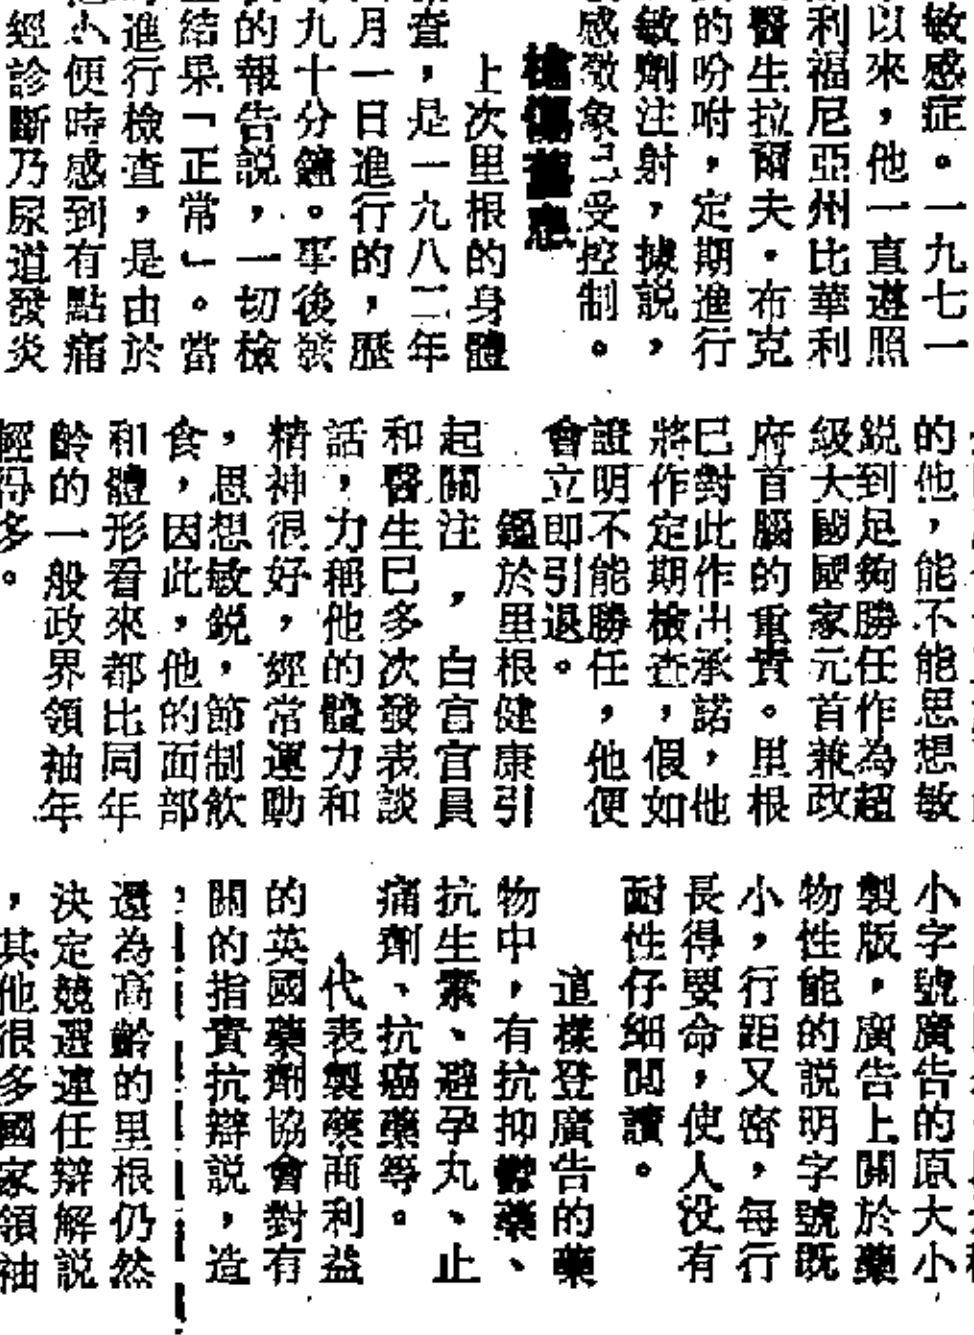 敏感症。一九七一
以來，他一直遵照
利福尼亞州比華利
醫生拉爾夫·布克
的吩咐，定期進行
敏劑注射，據説，
感徵象已受控制。
槍傷舊患
上次里根的身體
查，是一九八二年
月一日進行的，歷
九十分鐘。事後發
的報告説，一切檢
結果「正常」。當
進行檢查，是由於
小便時感到有點痛
經診斷乃尿道發炎
的他，能不能思想敏
鋭到足夠勝任作為超
級大國國家元首兼政
府首腦的重責。里根
已對此作出承諾，他
將作定期檢查，假如
證明不能勝任，他便
會立即引退。
鑑於里根健康引
起關注，白宮官員
和醫生已多次發表談
話，力稱他的體力和
精神很好，經常運動
，思想敏鋭，節制飲
食，因此，他的面部
和體形看來都比同年
齡的一般政界領袖年
輕得多。
小字號廣告的原大小
製版，廣告上關於藥
物性能的説明字號既
小，行距又密，每行
長得要命，使人没有
耐性仔細閲讀。
這樣登廣告的藥
物中，有抗抑鬱藥、
抗生素、避孕丸、止
痛劑、抗癌藥等。
代表製藥商利益
的英國藥劑協會對有
關的指責抗辯説，造
還為高齡的里根仍然
決定競選連任辯解説
，其他很多國家領袖